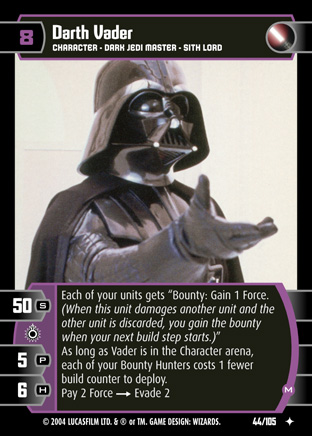 8
Darth Vader
CHARACTER - DARK JEDI MASTER - SITH LORD
50 S
5 P
6 H
Each of your units gets “Bounty: Gain 1 Force.
(When this unit damages another unit and the
other unit is discarded, you gain the bounty
when your next build step starts.)”
As long as Vader is in the Character arena,
each of your Bounty Hunters costs 1 fewer
build counter to deploy.
Pay 2 Force → Evade 2
M
© 2004 LUCASFILM LTD. & ® or TM. GAME DESIGN: WIZARDS.
44/105